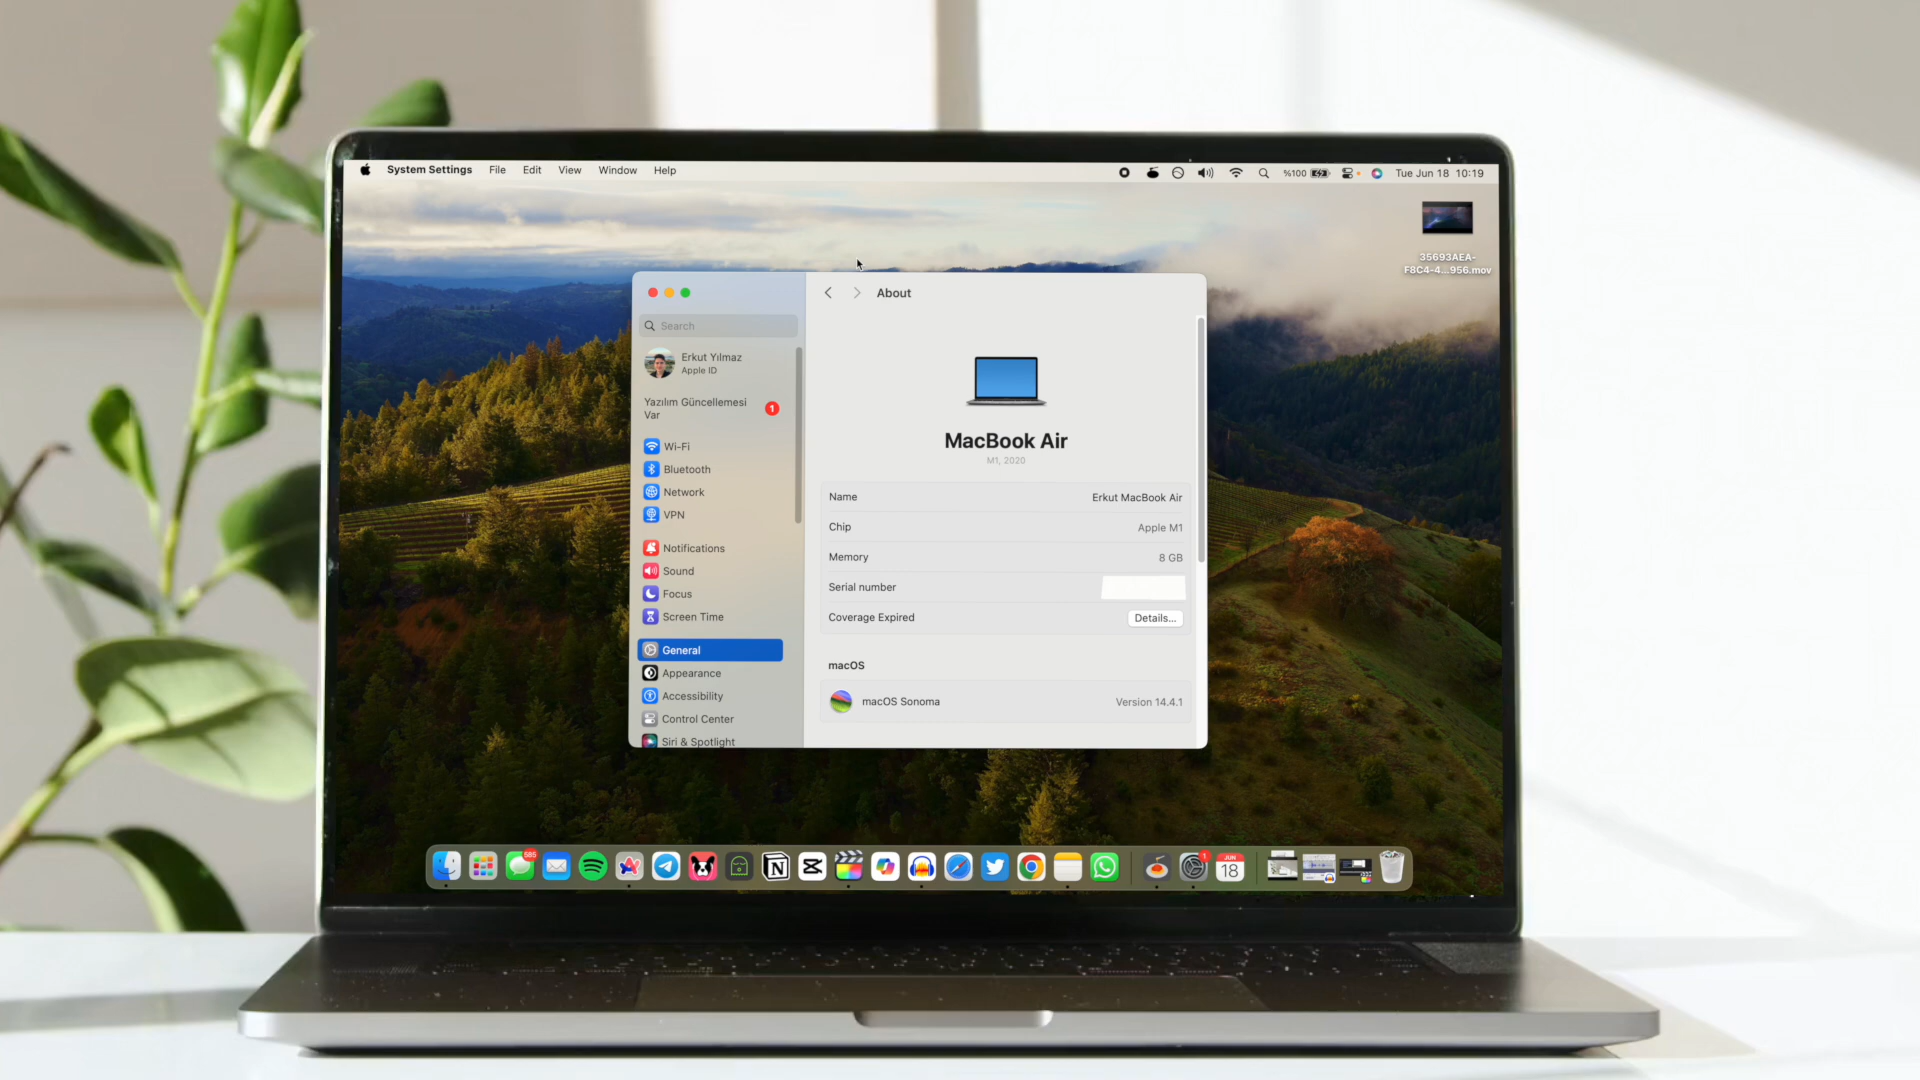 System Settings File Edit View Window Help
%100 Tue Jun 18 10:19
35693AEA-
F8C4-4...956.mov
About
Search
Erkut Yılmaz
Apple ID
Yazılım Güncellemesi
Var
1
Wi-Fi
Bluetooth
Network
VPN
Notifications
Sound
Focus
Screen Time
General
Appearance
Accessibility
Control Center
Siri & Spotlight
MacBook Air
M1, 2020
Name Erkut MacBook Air
Chip Apple M1
Memory 8 GB
Serial number
Coverage Expired Details...
macOS
macOS Sonoma Version 14.4.1
585
1
JUN
18